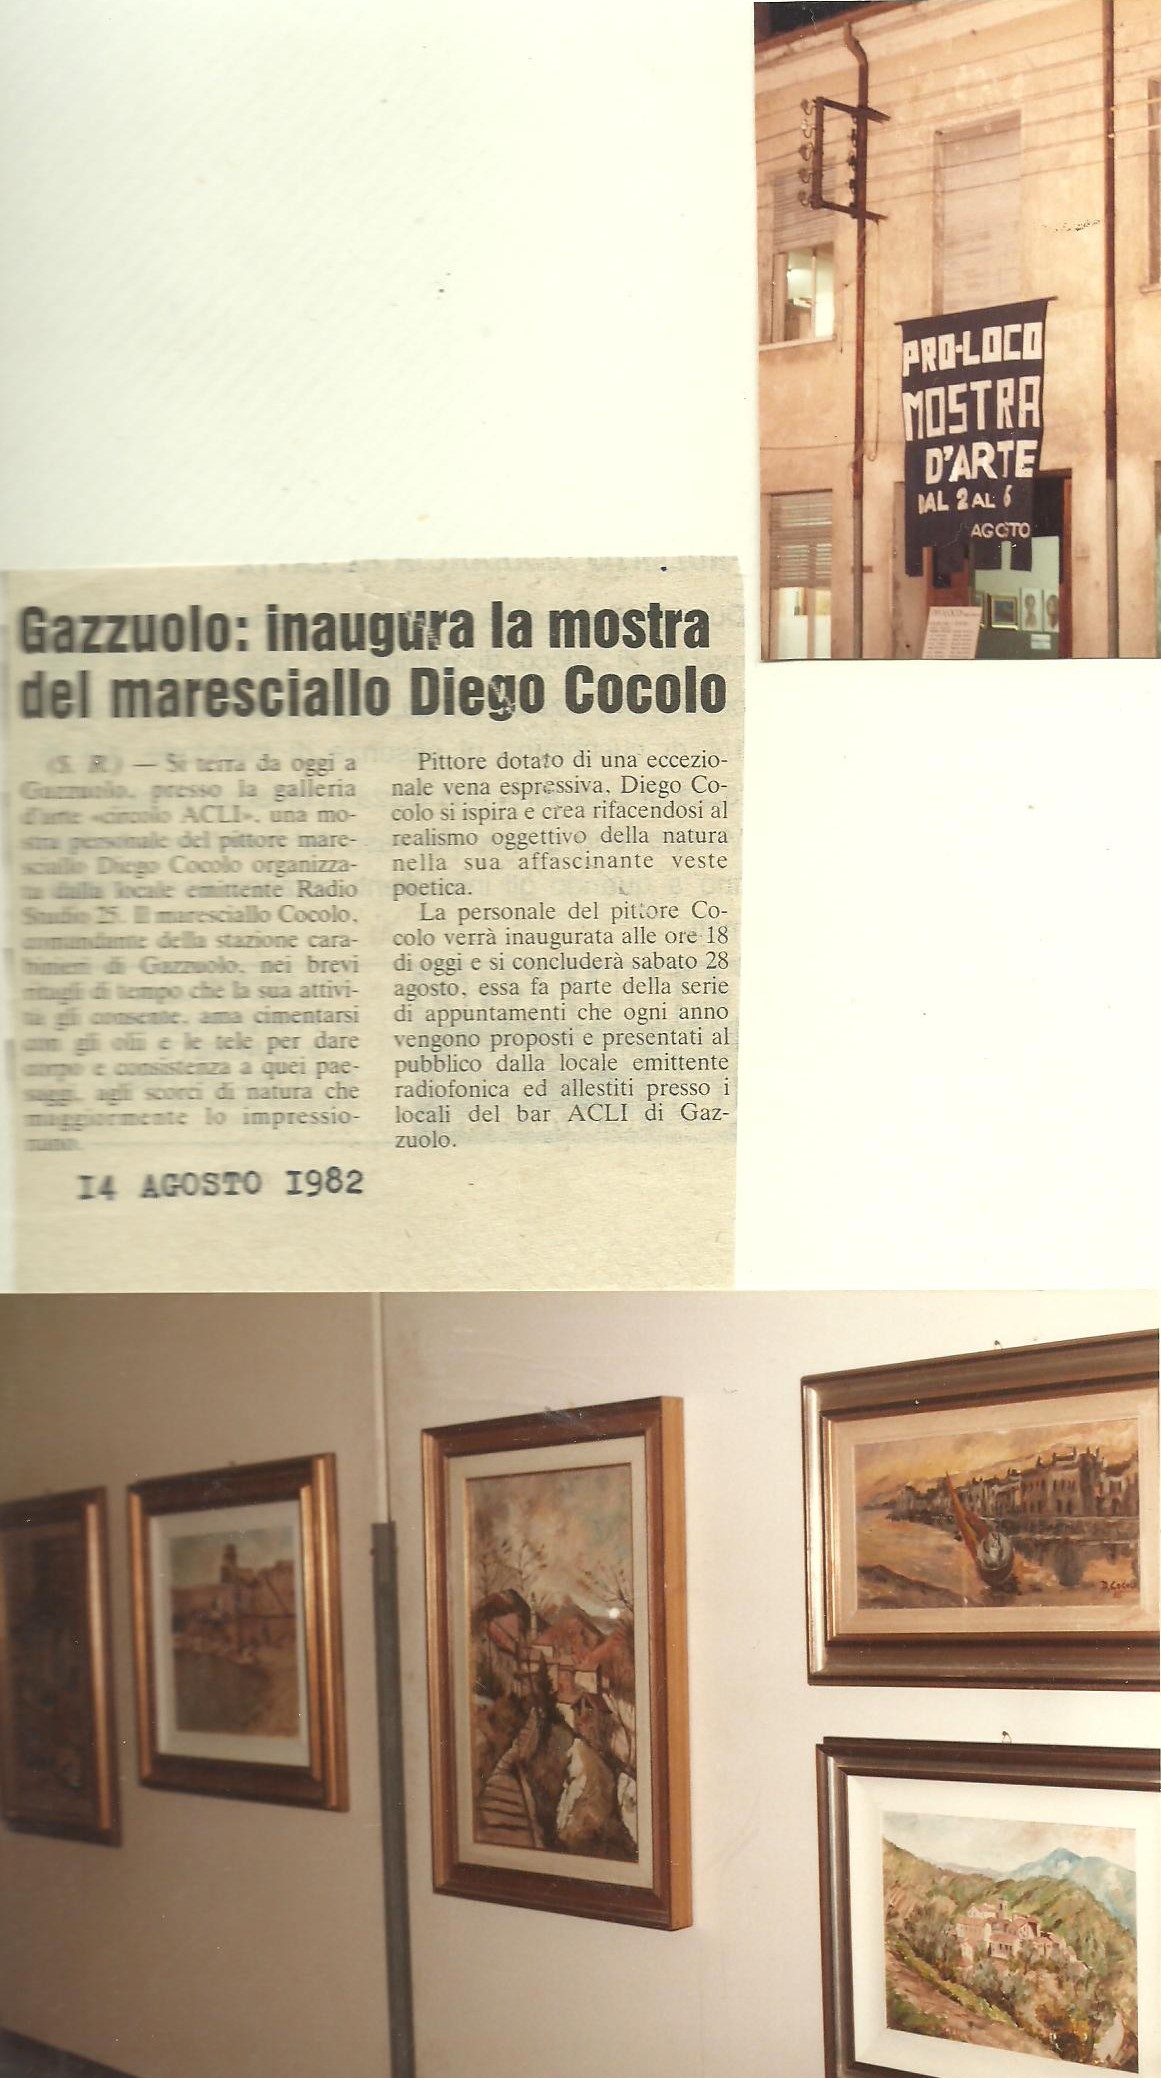 PRO-LOCO
MOSTRA
D'ARTE
DAL 2 AL 6
AGOSTO
Gazzuolo: inaugura la mostra
del maresciallo Diego Cocolo
(S. R.) — Si terra da oggi a
Gazzuolo, presso la galleria
d'arte «circolo ACLI», una mo-
stra personale del pittore mare-
sciallo Diego Cocolo organizza-
ta dalla locale emittente Radio
Studio 25. Il maresciallo Cocolo,
comandante della stazione cara-
binieri di Gazzuolo, nei brevi
ritagli di tempo che la sua attivi-
tà gli consente, ama cimentarsi
con gli olii e le tele per dare
corpo e consistenza a quei pae-
saggi, agli scorci di natura che
maggiormente lo impressio-
nano.
Pittore dotato di una eccezio-
nale vena espressiva, Diego Co-
colo si ispira e crea rifacendosi al
realismo oggettivo della natura
nella sua affascinante veste
poetica.
La personale del pittore Co-
colo verrà inaugurata alle ore 18
di oggi e si concluderà sabato 28
agosto, essa fa parte della serie
di appuntamenti che ogni anno
vengono proposti e presentati al
pubblico dalla locale emittente
radiofonica ed allestiti presso i
locali del bar ACLI di Gaz-
zuolo.
14 AGOSTO 1982
D. Cocolo